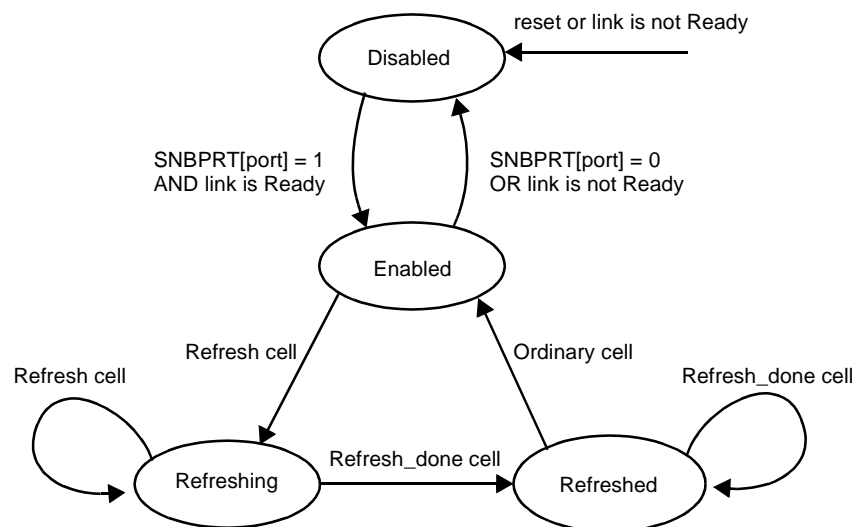 reset or link is not Ready
Disabled
SNBPRT[port] = 1
AND link is Ready
SNBPRT[port] = 0
OR link is not Ready
Enabled
Refresh cell
Ordinary cell
Refresh cell
Refresh_done cell
Refreshing
Refresh_done cell
Refreshed